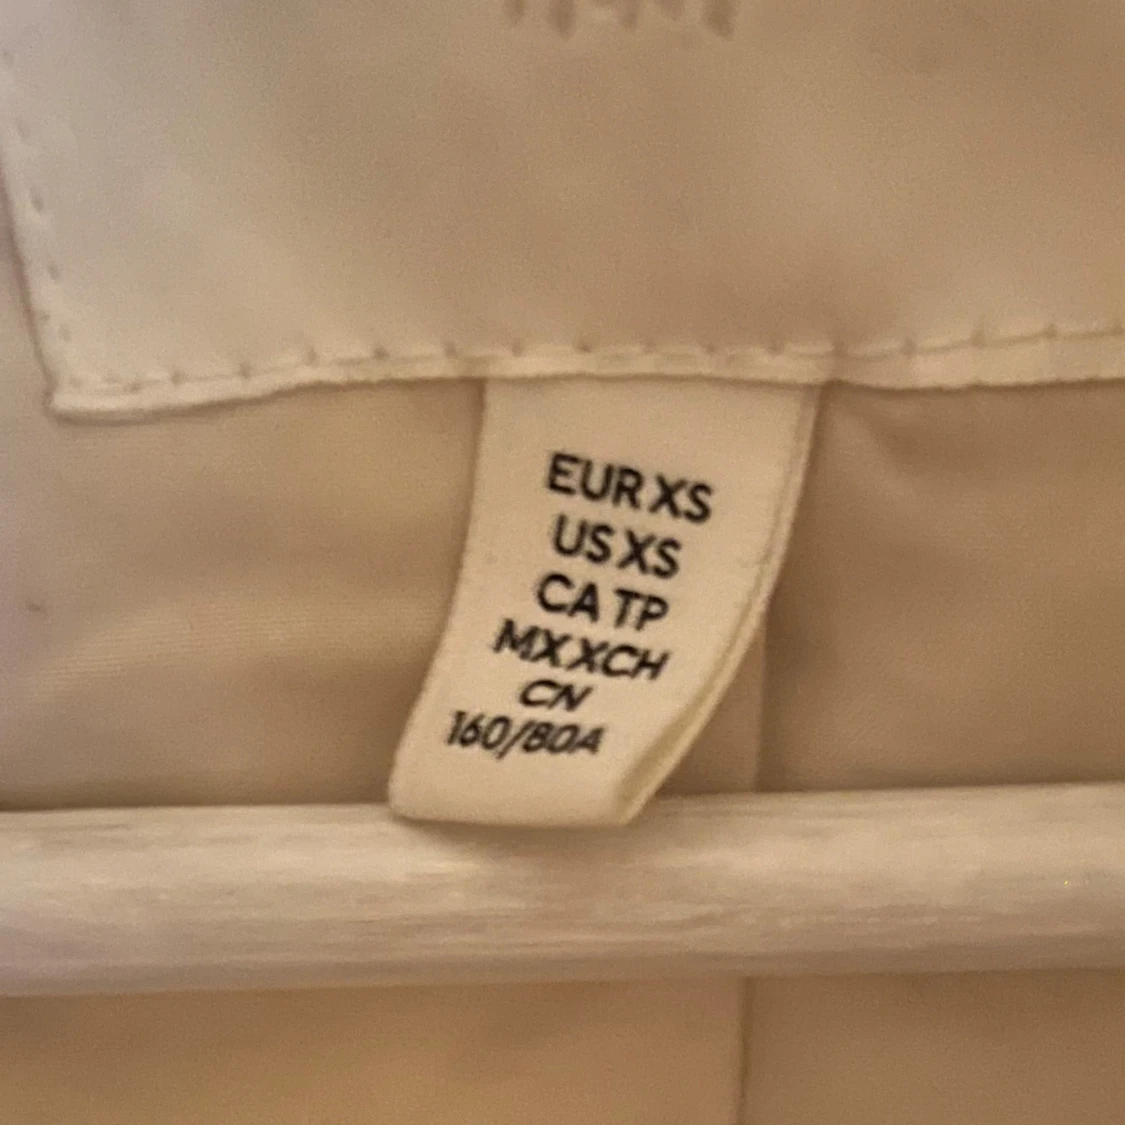 EUR XS
US XS
CA TP
MX XCH
CN
160/80A